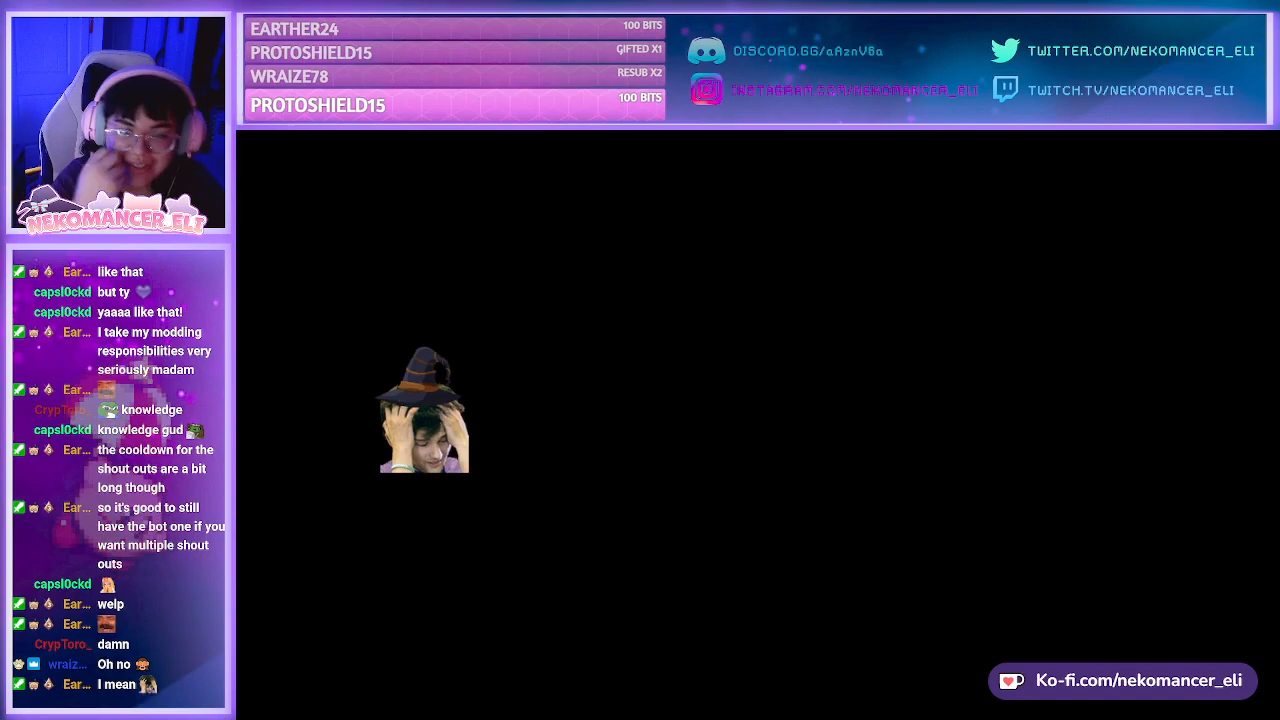 EARTHER24 100 BITS
PROTOSHIELD15 GIFTED X1
WRAIZE78 RESUB X2
PROTOSHIELD15 100 BITS
DISCORD.GG/aAznV6a
TWITTER.COM/NEKOMANCER_ELI
INSTAGRAM.COM/NEKOMANCER_ELI
TWITCH.TV/NEKOMANCER_ELI
NEKOMANCER_ELI
Ear... like that
capsl0ckd but ty
capsl0ckd yaaaa like that!
Ear... I take my modding
responsibilities very
seriously madam
Ear...
CrypToro_ knowledge
capsl0ckd knowledge gud
Ear... the cooldown for the
shout outs are a bit
long though
Ear... so it's good to still
have the bot one if you
want multiple shout
outs
capsl0ckd
Ear... welp
Ear...
CrypToro_ damn
wraiz... Oh no
Ear... I mean
Ko-fi.com/nekomancer_eli